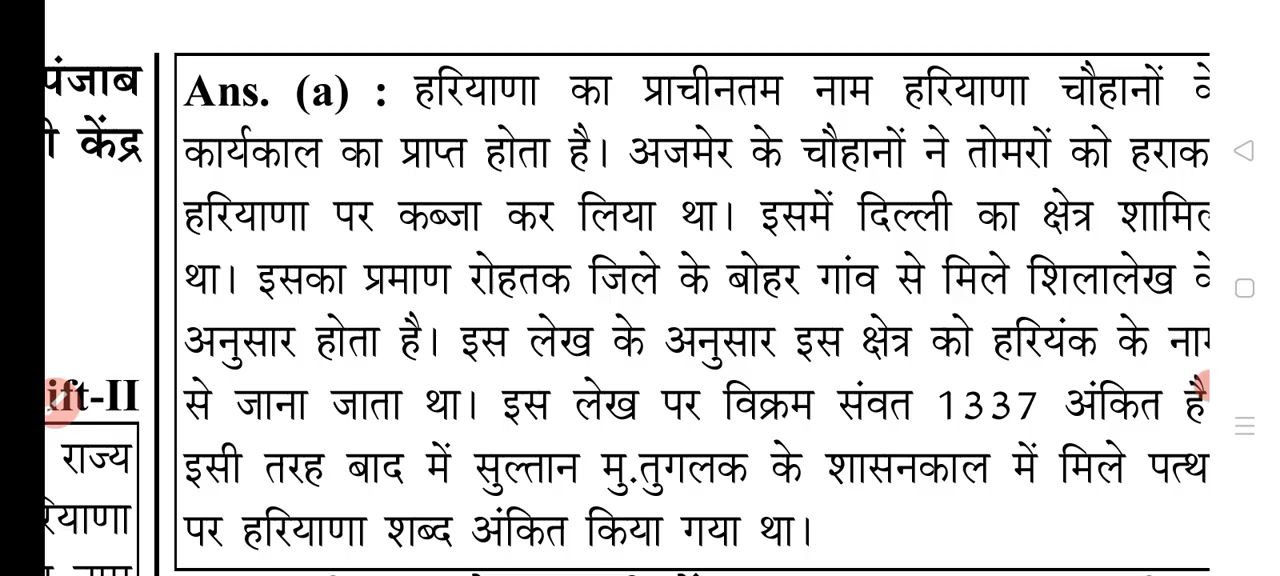 पंजाब
केंद्र
ift-II
राज्य
Ans. (a) : हरियाणा का प्राचीनतम नाम हरियाणा चौहानों
कार्यकाल का प्राप्त होता है। अजमेर के चौहानों ने तोमरों को हराक
हरियाणा पर कब्जा कर लिया था। इसमें दिल्ली का क्षेत्र
था। इसका प्रमाण रोहतक जिले के बोहर गांव से मिले शिलालेख
अनुसार होता है। इस लेख के अनुसार इस क्षेत्र को हरियंक के
से जाना जाता था। इस लेख पर विक्रम संवत 1337 अंकित है
इसी तरह बाद में सुल्तान मु.तुगलक के शासनकाल में मिले पत्थ
पर हरियाणा शब्द अंकित किया गया था।